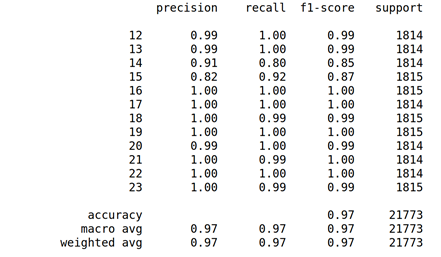 precision recall f1-score support
12 0.99 1.00 0.99 1814
13 0.99 1.00 0.99 1814
14 0.91 0.80 0.85 1814
15 0.82 0.92 0.87 1815
16 1.00 1.00 1.00 1815
17 1.00 1.00 1.00 1814
18 0.99 1.00 0.99 1815
19 1.00 1.00 1.00 1815
20 0.99 1.00 0.99 1814
21 1.00 0.99 1.00 1814
22 1.00 1.00 1.00 1814
23 1.00 0.99 0.99 1815
accuracy 0.97 21773
macro avg 0.97 0.97 0.97 21773
weighted avg 0.97 0.97 0.97 21773